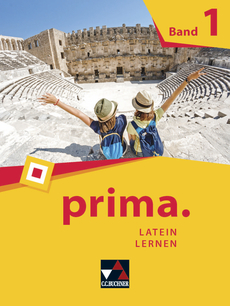 Band 1
prima.
LATEIN
LERNEN
C.C.BUCHNER